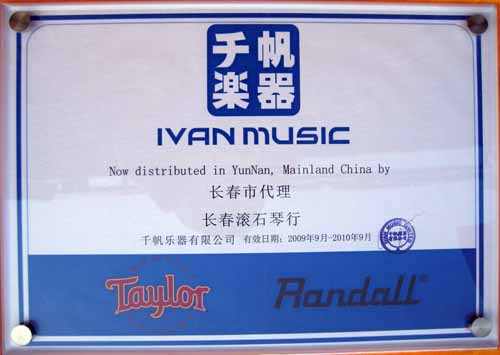 千帆
楽器
IVAN MUSIC
Now distributed in YunNan, Mainland China by
长春市代理
长春滚石琴行
千帆乐器有限公司 有效日期：2009年9月-2010年9月
Taylor Randall®